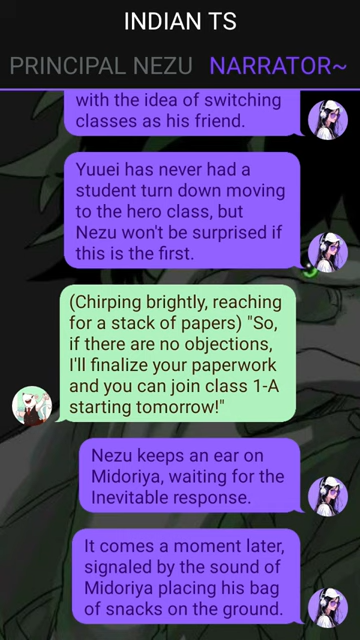 INDIAN TS
PRINCIPAL NEZU NARRATOR~
with the idea of switching
classes as his friend.
Yuuei has never had a
student turn down moving
to the hero class, but
Nezu won't be surprised if
this is the first.
(Chirping brightly, reaching
for a stack of papers) "So,
if there are no objections,
I'll finalize your paperwork
and you can join class 1-A
starting tomorrow!"
Nezu keeps an ear on
Midoriya, waiting for the
Inevitable response.
It comes a moment later,
signaled by the sound of
Midoriya placing his bag
of snacks on the ground.